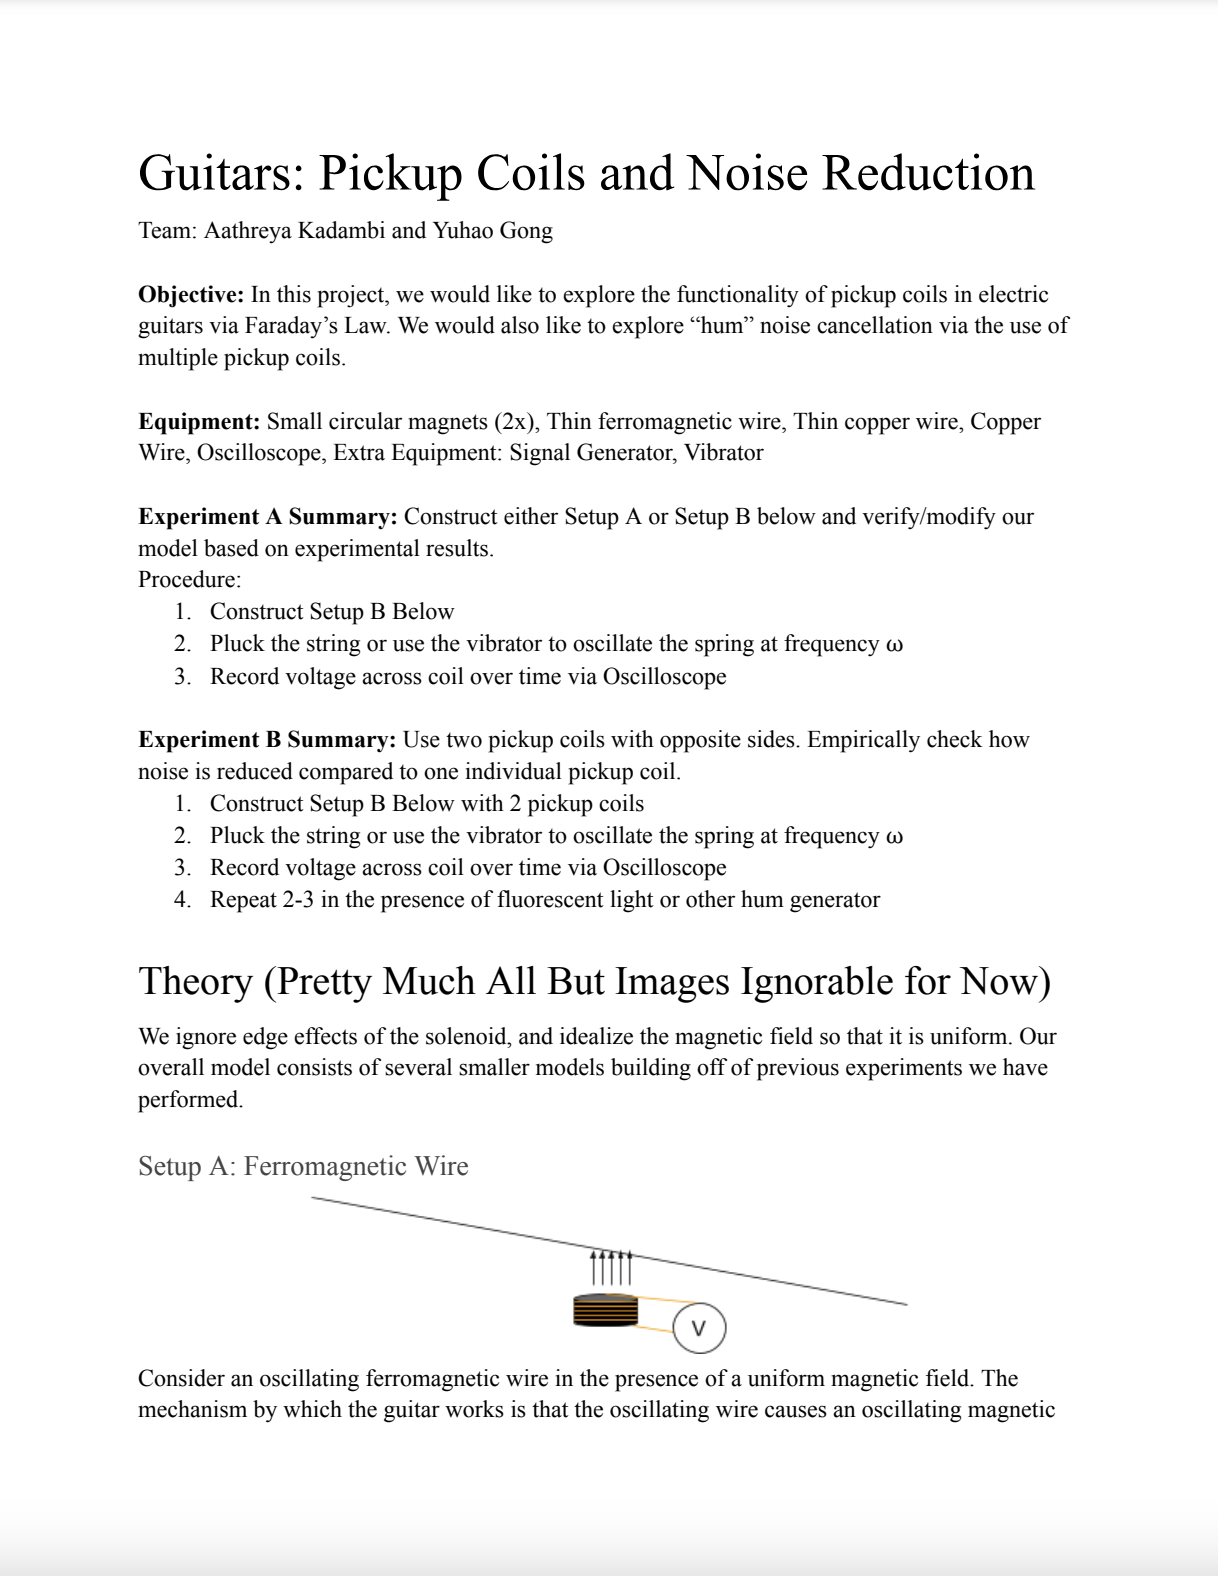 Guitars: Pickup Coils and Noise Reduction
Team: Aathreya Kadambi and Yuhao Gong
Objective: In this project, we would like to explore the functionality of pickup coils in electric
guitars via Faraday’s Law. We would also like to explore “hum” noise cancellation via the use of
multiple pickup coils.
Equipment: Small circular magnets (2x), Thin ferromagnetic wire, Thin copper wire, Copper
Wire, Oscilloscope, Extra Equipment: Signal Generator, Vibrator
Experiment A Summary: Construct either Setup A or Setup B below and verify/modify our
model based on experimental results.
Procedure:
1. Construct Setup B Below
2. Pluck the string or use the vibrator to oscillate the spring at frequency ω
3. Record voltage across coil over time via Oscilloscope
Experiment B Summary: Use two pickup coils with opposite sides. Empirically check how
noise is reduced compared to one individual pickup coil.
1. Construct Setup B Below with 2 pickup coils
2. Pluck the string or use the vibrator to oscillate the spring at frequency ω
3. Record voltage across coil over time via Oscilloscope
4. Repeat 2-3 in the presence of fluorescent light or other hum generator
Theory (Pretty Much All But Images Ignorable for Now)
We ignore edge effects of the solenoid, and idealize the magnetic field so that it is uniform. Our
overall model consists of several smaller models building off of previous experiments we have
performed.
Setup A: Ferromagnetic Wire
V
Consider an oscillating ferromagnetic wire in the presence of a uniform magnetic field. The
mechanism by which the guitar works is that the oscillating wire causes an oscillating magnetic